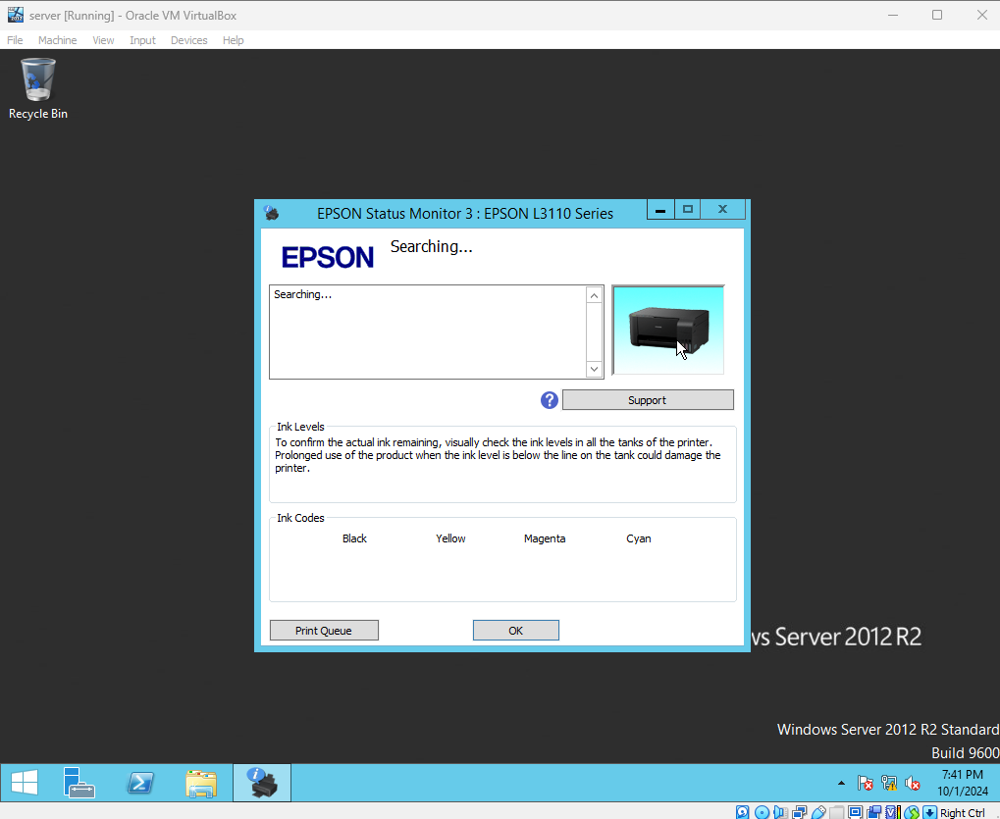 server [Running] - Oracle VM VirtualBox
File Machine View Input Devices Help
Recycle Bin
EPSON Status Monitor 3 : EPSON L3110 Series
EPSON
Searching...
Searching...
Support
Ink Levels
To confirm the actual ink remaining, visually check the ink levels in all the tanks of the printer.
Prolonged use of the product when the ink level is below the line on the tank could damage the
printer.
Ink Codes
Black Yellow Magenta Cyan
Print Queue OK
Server 2012 R2
Windows Server 2012 R2 Standard
Build 9600
7:41 PM
10/1/2024
Right Ctrl